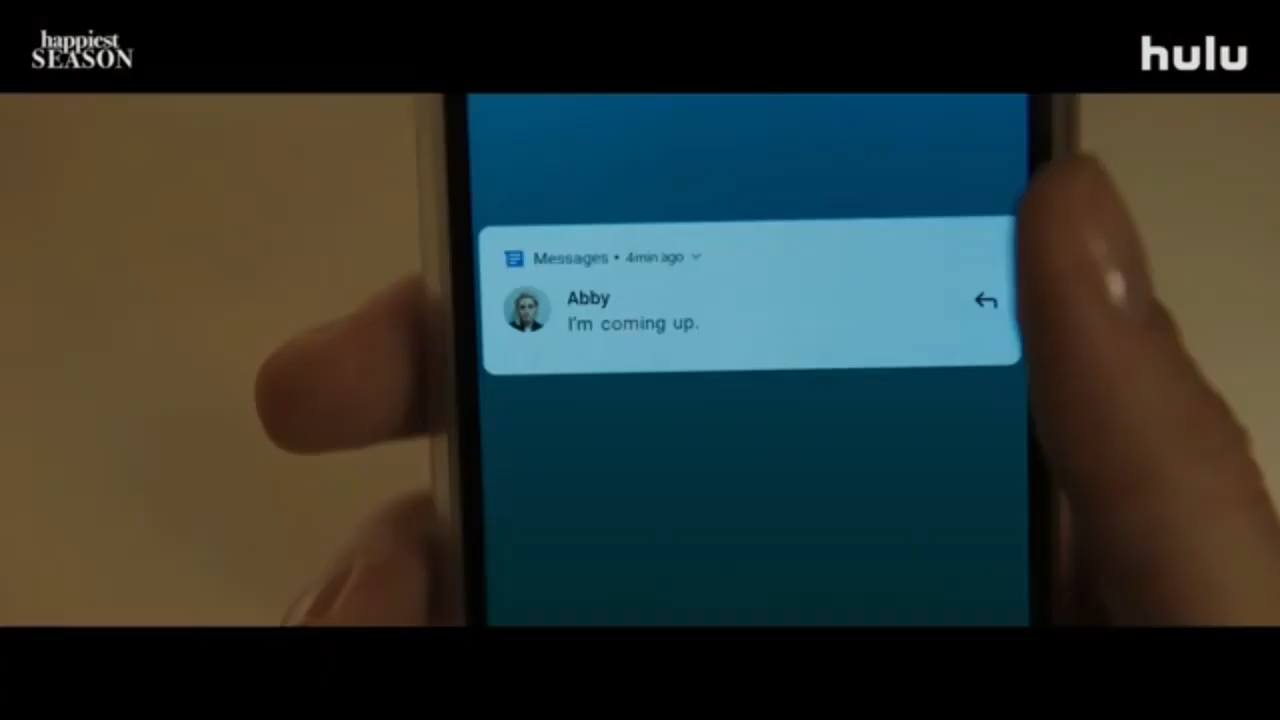 happiest
SEASON
hulu
Messages • 4min ago
Abby
I'm coming up.